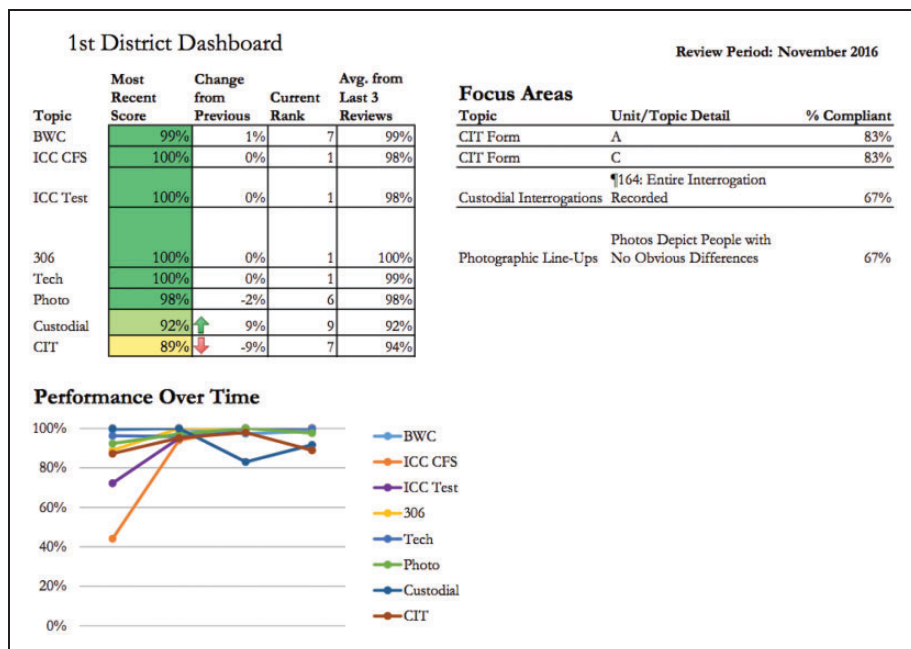 1st District Dashboard
Review Period: November 2016
Topic Most Recent Score Change from Previous Current Rank Avg. from Last 3 Reviews
BWC 99% 1% 7 99%
ICC CFS 100% 0% 1 98%
ICC Test 100% 0% 1 98%
306 100% 0% 1 100%
Tech 100% 0% 1 99%
Photo 98% -2% 6 98%
Custodial 92% 9% 9 92%
CIT 89% -9% 7 94%
Focus Areas
Topic Unit/Topic Detail % Compliant
CIT Form A 83%
CIT Form C 83%
Custodial Interrogations ¶164: Entire Interrogation Recorded 67%
Photographic Line-Ups Photos Depict People with No Obvious Differences 67%
Performance Over Time
100%
80%
60%
40%
20%
0%
BWC
ICC CFS
ICC Test
306
Tech
Photo
Custodial
CIT